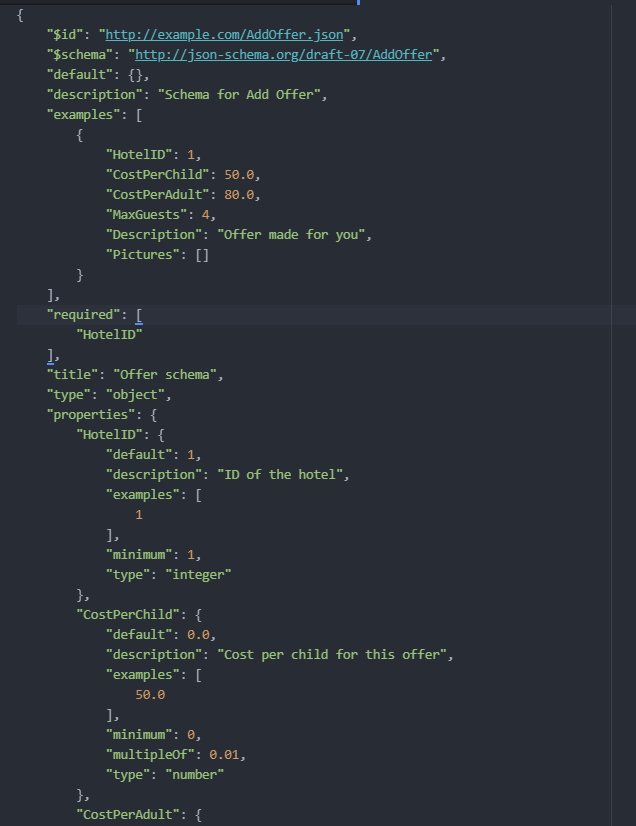 {
    "$id": "http://example.com/AddOffer.json",
    "$schema": "http://json-schema.org/draft-07/AddOffer",
    "default": {},
    "description": "Schema for Add Offer",
    "examples": [
        {
            "HotelID": 1,
            "CostPerChild": 50.0,
            "CostPerAdult": 80.0,
            "MaxGuests": 4,
            "Description": "Offer made for you",
            "Pictures": []
        }
    ],
    "required": [
        "HotelID"
    ],
    "title": "Offer schema",
    "type": "object",
    "properties": {
        "HotelID": {
            "default": 1,
            "description": "ID of the hotel",
            "examples": [
                1
            ],
            "minimum": 1,
            "type": "integer"
        },
        "CostPerChild": {
            "default": 0.0,
            "description": "Cost per child for this offer",
            "examples": [
                50.0
            ],
            "minimum": 0,
            "multipleOf": 0.01,
            "type": "number"
        },
        "CostPerAdult": {